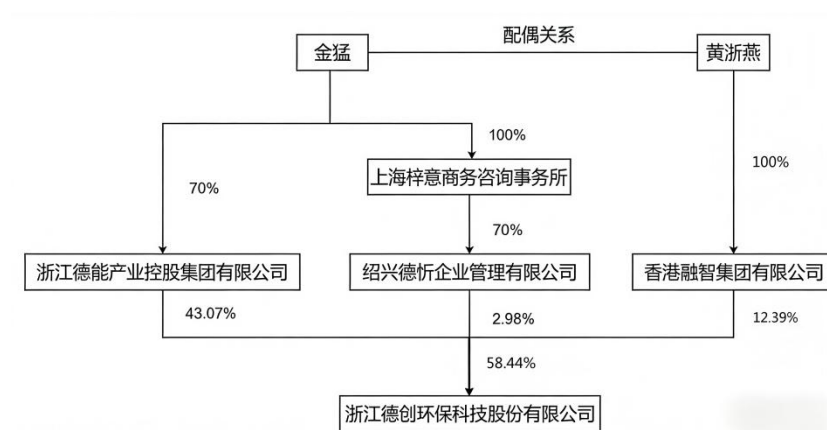 配偶关系
金猛
黄浙燕
100%
上海梓意商务咨询事务所
70%
70%
100%
浙江德能产业控股集团有限公司
绍兴德忻企业管理有限公司
香港融智集团有限公司
43.07%
2.98%
12.39%
58.44%
浙江德创环保科技股份有限公司